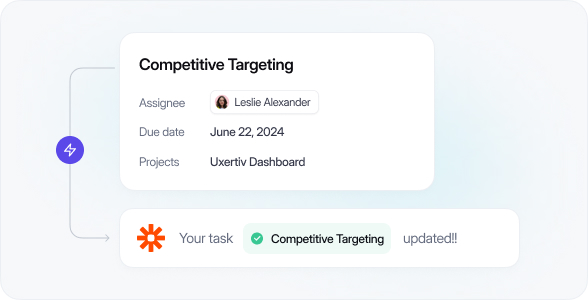 Competitive Targeting
Assignee Leslie Alexander
Due date June 22, 2024
Projects Uxertiv Dashboard
Your task Competitive Targeting updated!!